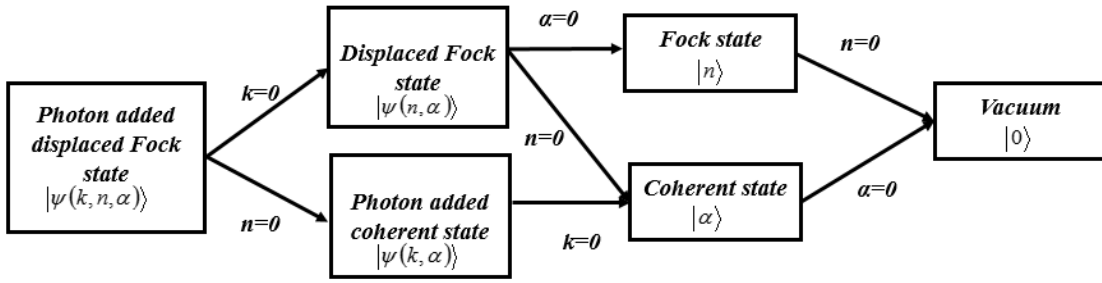 Photon added
displaced Fock
state
|ψ(k,n,α)⟩
k=0
n=0
Displaced Fock
state
|ψ(n,α)⟩
Photon added
coherent state
|ψ(k,α)⟩
α=0
n=0
k=0
Fock state
|n⟩
Coherent state
|α⟩
n=0
α=0
Vacuum
|0⟩